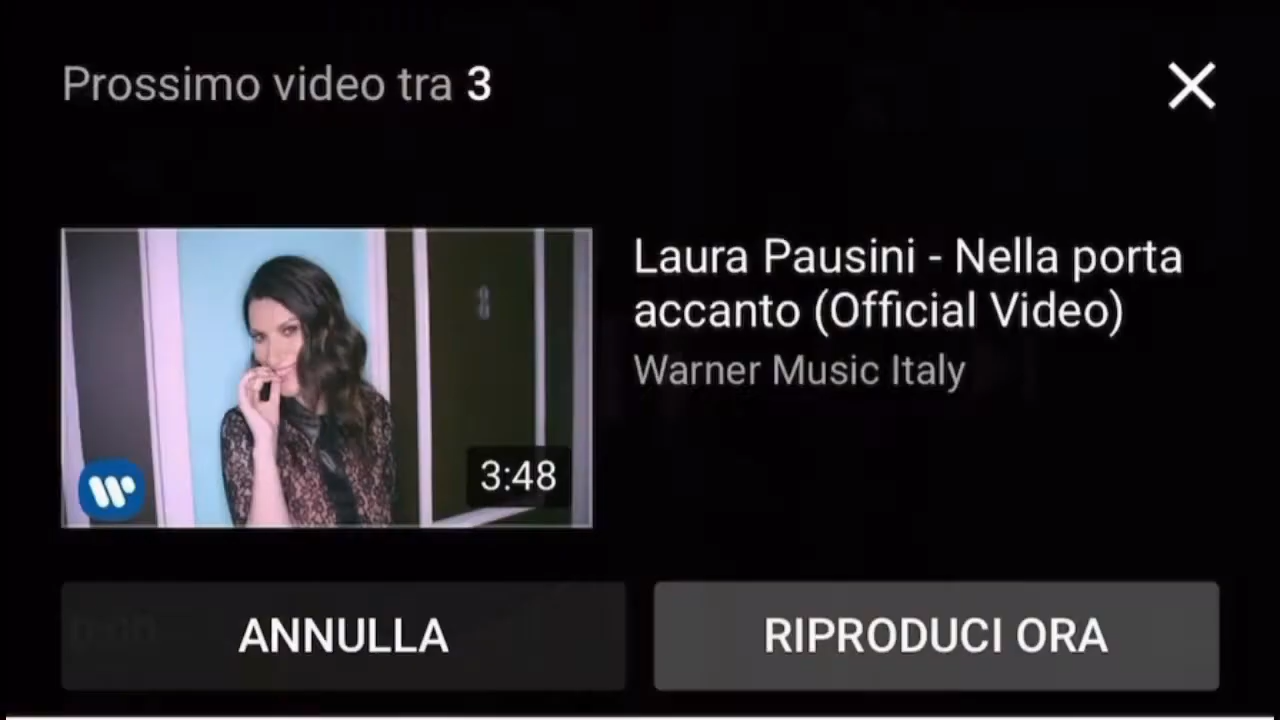 Prossimo video tra 3
Laura Pausini - Nella porta
accanto (Official Video)
Warner Music Italy
3:48
ANNULLA
RIPRODUCI ORA